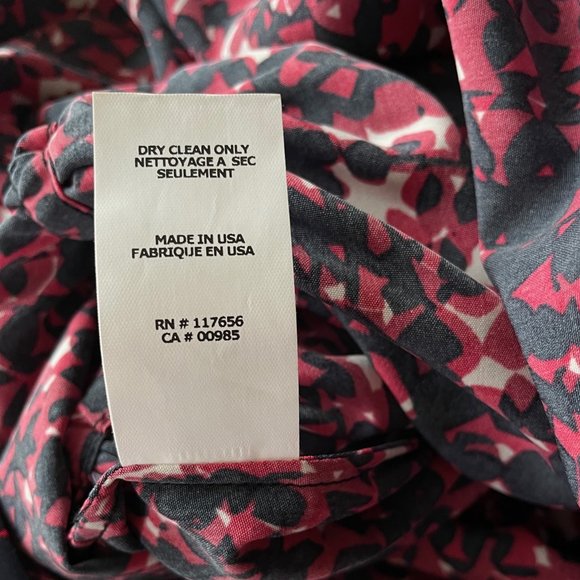 DRY CLEAN ONLY
NETTOYAGE A SEC
SEULEMENT
MADE IN USA
FABRIQUE EN USA
RN # 117656
CA # 00985